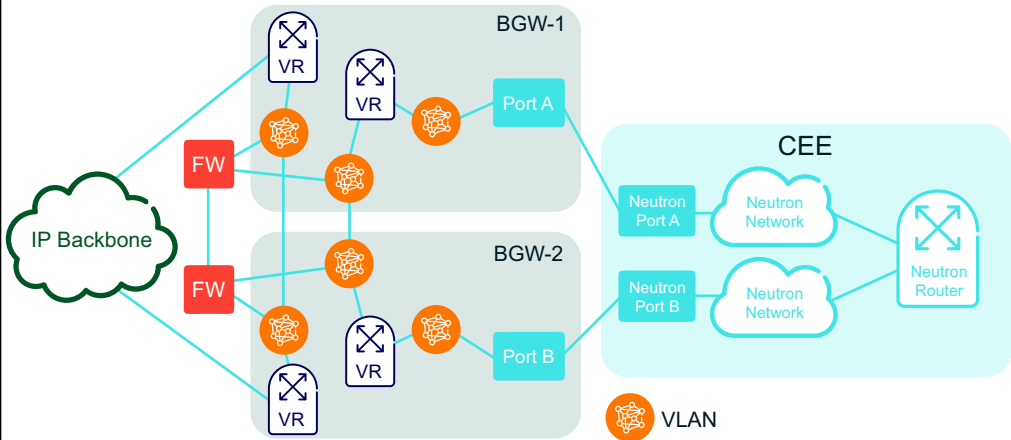 BGW-1
VR
VR
Port A
FW
CEE
Neutron
Port A
Neutron
Network
IP Backbone
Neutron
Router
BGW-2
FW
Neutron
Port B
Neutron
Network
VR
Port B
VR
VLAN